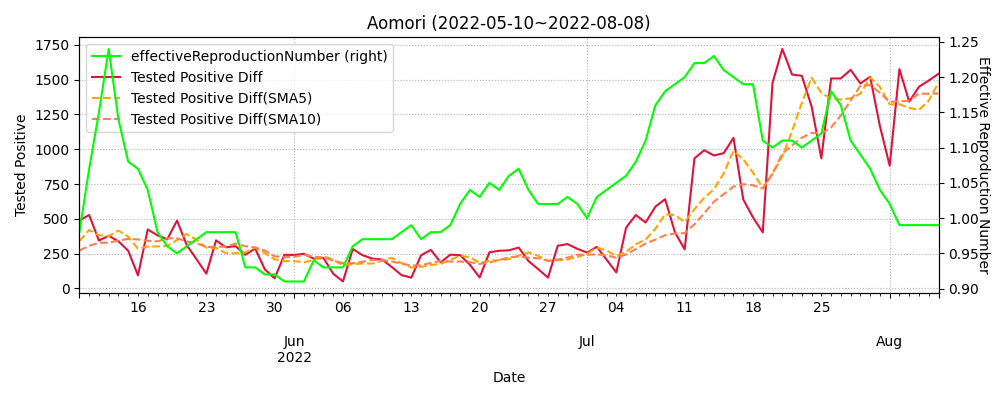 Aomori (2022-05-10~2022-08-08)
effectiveReproductionNumber (right)
Tested Positive Diff
Tested Positive Diff(SMA5)
Tested Positive Diff(SMA10)
Tested Positive
1750
1500
1250
1000
750
500
250
0
1.25
1.20
1.15
1.10
1.05
1.00
0.95
0.90
Effective Reproduction Number
16 23 30 06 13 20 27 04 11 18 25
Jun Jul Aug
2022
Date